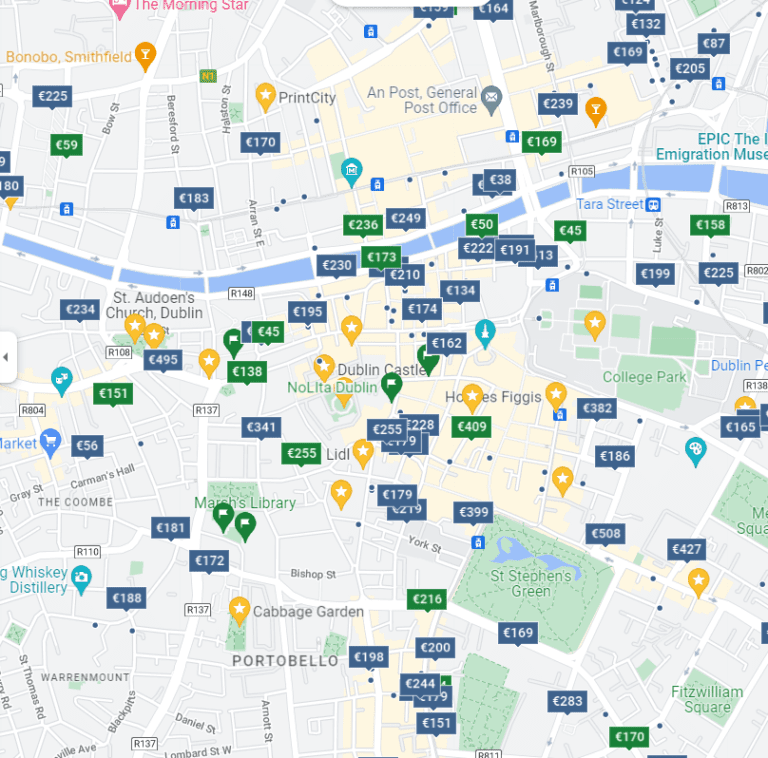 The Morning Star
€159
€164
€124
€132
€87
€169
€205
Marlborough St
Bonobo, Smithfield
N1
€225
PrintCity
An Post, General
Post Office
€239
Bow St
Beresford St
Halston St
€59
€170
€169
EPIC The I
Emigration Muse
R105
€38
180
€183
Tara Street
R813
Arran St E
€236
€249
€50
€45
€158
Luke St
€222
€191
€173
€210
€230
€199
€225
R802
R148
€134
€174
€195
€234
St. Audoen's
Church, Dublin
€45
R108
€495
€138
€162
Dublin Castle
NoLIta Dublin
College Park
Dublin Pe
R138
€151
R804
R137
Hodges Figgis
€382
€165
€409
€228
€255
€179
€341
€255
Lidl
Market
€56
€186
Carman's Hall
Gray St
THE COOMBE
Marsh's Library
€179
€219
€399
€181
York St
€508
€427
R110
€172
Bishop St
St Stephen's
Green
g Whiskey
Distillery
€188
R137
Cabbage Garden
€216
€169
€200
PORTOBELLO
€198
€244
€179
€151
WARRENMOUNT
St Thomas Rd
Blackpitts
Daniel St
Arnott St
€283
Fitzwilliam
Square
€170
R137
Lombard St W
ville Ave
R811